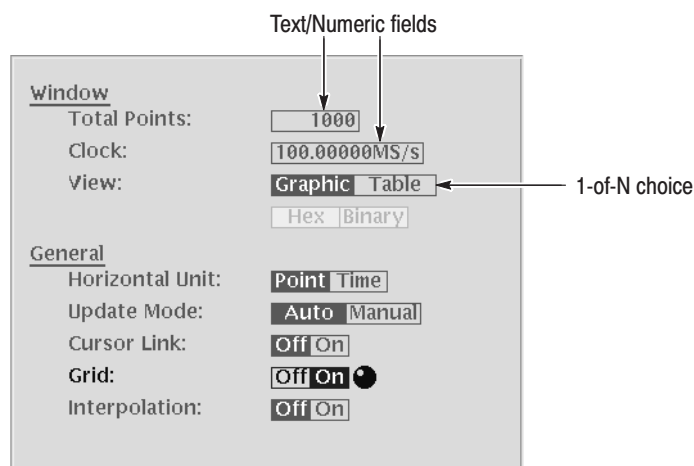 Text/Numeric fields
Window
Total Points: 1000
Clock: 100.00000MS/s
View: Graphic Table
1-of-N choice
Hex Binary
General
Horizontal Unit: Point Time
Update Mode: Auto Manual
Cursor Link: Off On
Grid: Off On
Interpolation: Off On